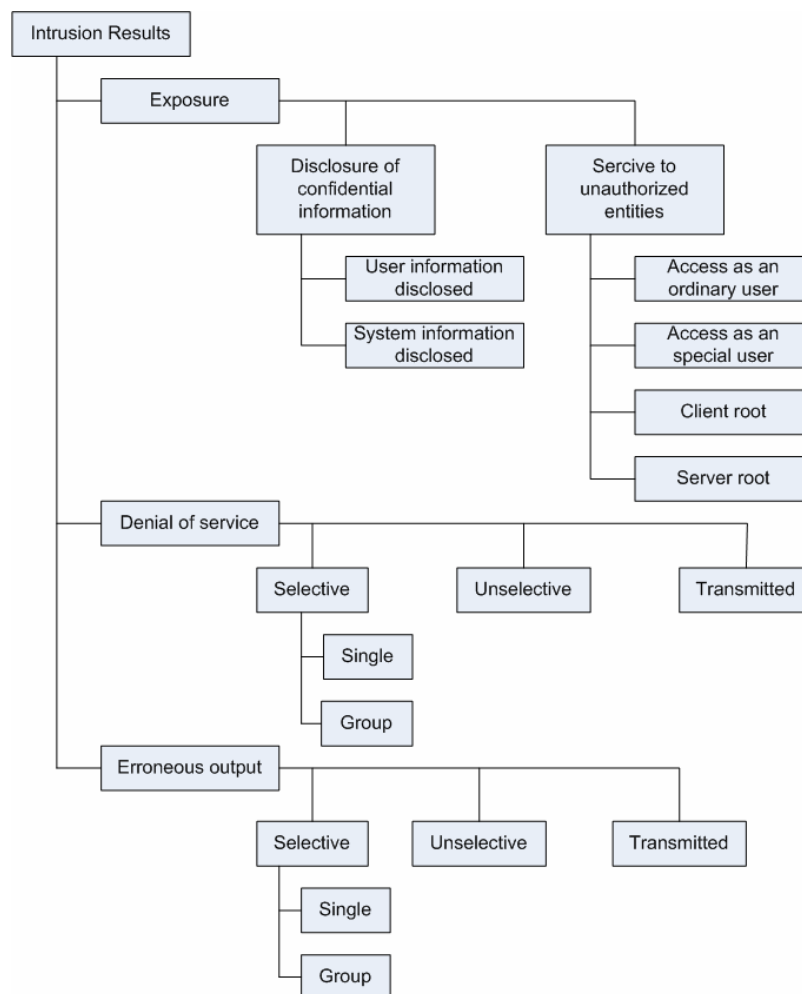 Intrusion Results
Exposure
Disclosure of
confidential
information
Sercive to
unauthorized
entities
User information
disclosed
System information
disclosed
Access as an
ordinary user
Access as an
special user
Client root
Server root
Denial of service
Selective
Unselective
Transmitted
Single
Group
Erroneous output
Selective
Unselective
Transmitted
Single
Group